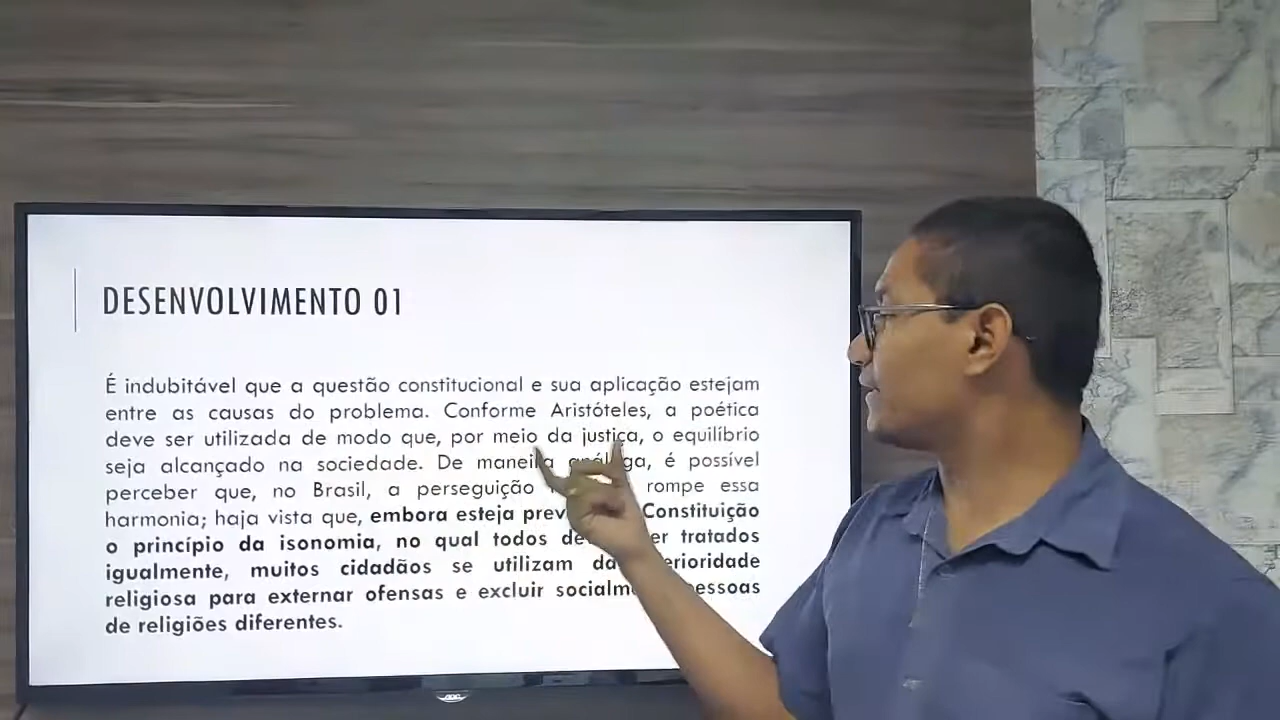 DESENVOLVIMENTO 01
É indubitável que a questão constitucional e sua aplicação estejam
entre as causas do problema. Conforme Aristóteles, a poética
deve ser utilizada de modo que, por meio da justiça, o equilíbrio
seja alcançado na sociedade. De maneira análoga, é possível
perceber que, no Brasil, a perseguição rompe essa
harmonia; haja vista que, embora esteja Constituição
o princípio da isonomia, no qual todos tratados
igualmente, muitos cidadãos se utilizam
religiosa para externar ofensas e excluir
de religiões diferentes.
AOC